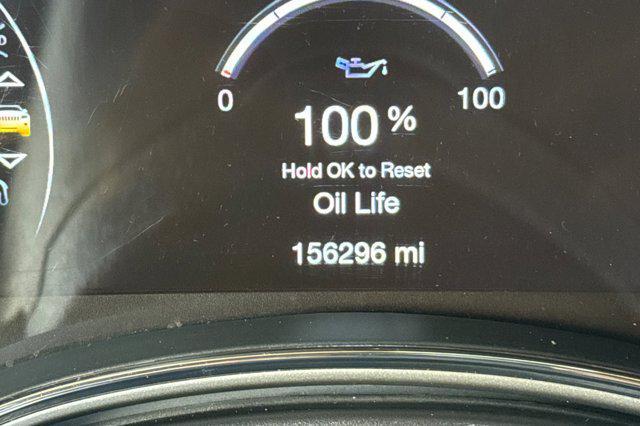 %
0 100
100 %
Hold OK to Reset
Oil Life
156296 mi